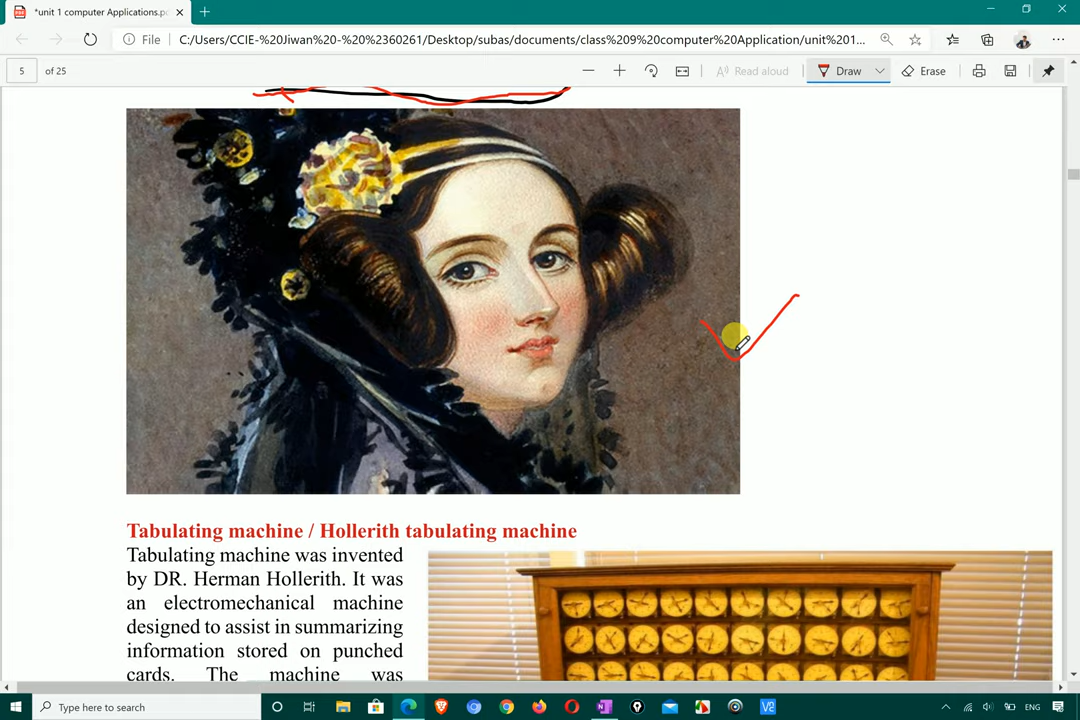 *unit 1 computer Applications.pc
File
C:/Users/CCIE-%20Jiwan%20-%20%2360261/Desktop/subas/documents/class%209%20computer%20Application/unit%201...
5 of 25
Read aloud
Draw
Erase
Tabulating machine / Hollerith tabulating machine
Tabulating machine was invented
by DR. Herman Hollerith. It was
an electromechanical machine
designed to assist in summarizing
information stored on punched
cards. The machine was
Type here to search
ENG